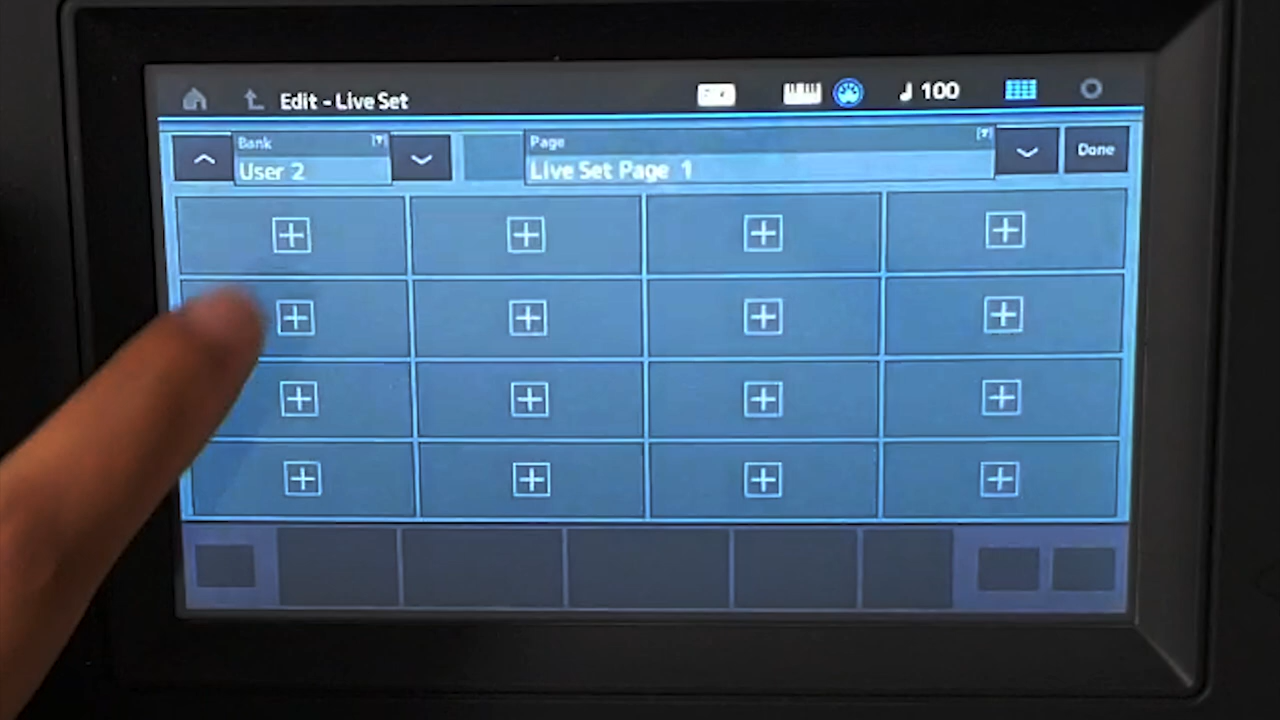 Edit - Live Set
♩ 100
Bank
User 2
Page
Live Set Page 1
Done